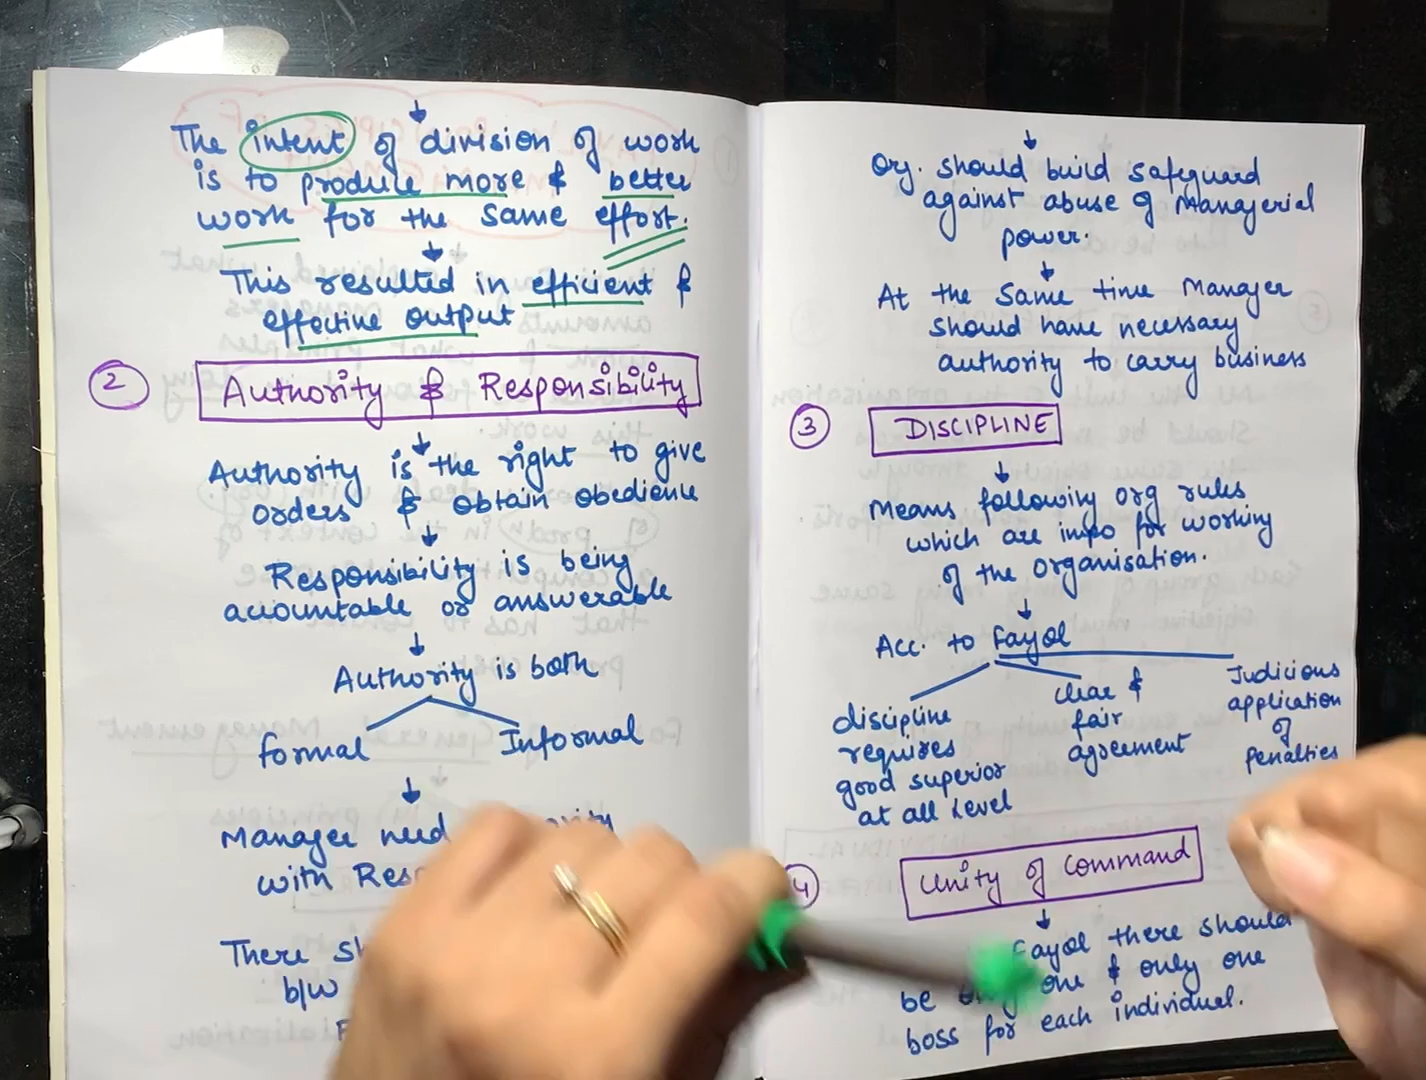 The intent of division of work
is to produce more & better
work for the same effort.
This resulted in efficient &
effective output
2 Authority & Responsibility
Authority is the right to give
orders & obtain obedience
Responsibility is being
accountable or answerable
Authority is both
formal Informal
Manager need
with
There
b/w
Org. should build safeguard
against abuse of Managerial
power.
At the same time Manager
should have necessary
authority to carry business
3 DISCIPLINE
Means following org rules
which are impo for working
of the organisation.
Acc. to Fayol
discipline
requires
good superior
at all level
clear &
fair
agreement
Judicious
application
of
Penalties
4 Unity of Command
Fayol there should
be only one & only one
boss for each individual.